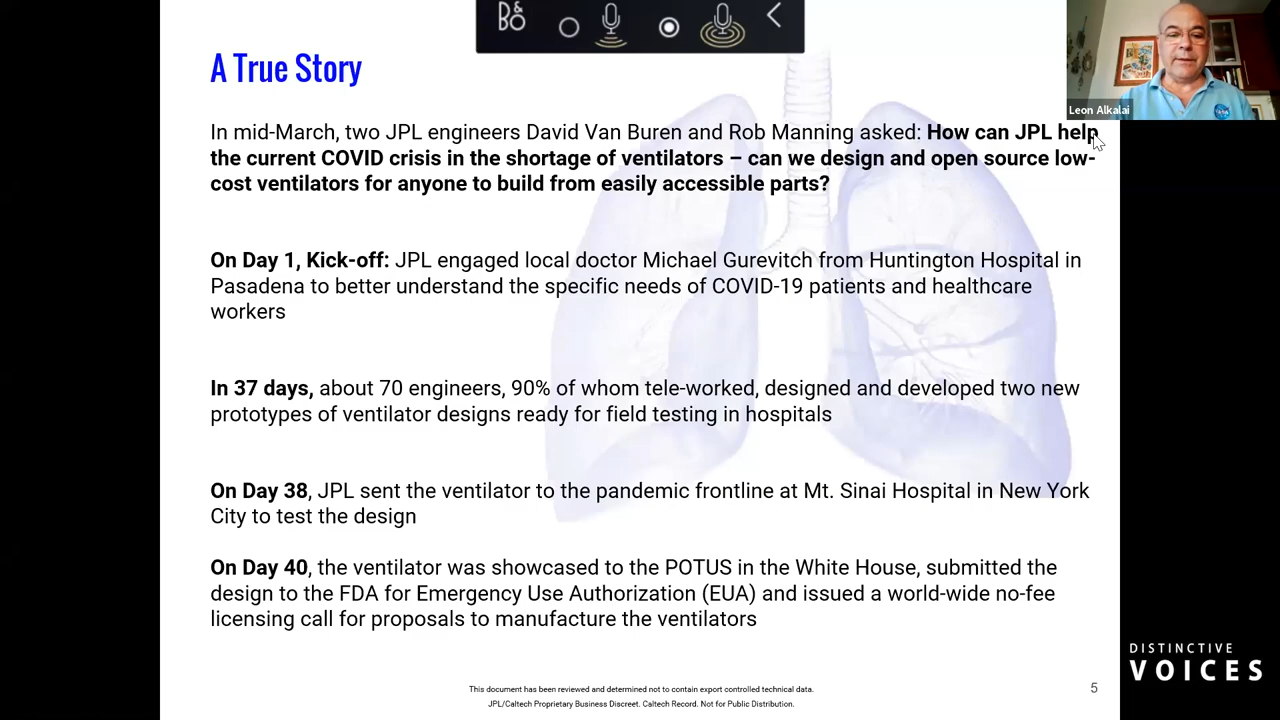 B&O
A True Story
Leon Alkalai
In mid-March, two JPL engineers David Van Buren and Rob Manning asked: How can JPL help
the current COVID crisis in the shortage of ventilators – can we design and open source low-
cost ventilators for anyone to build from easily accessible parts?
On Day 1, Kick-off: JPL engaged local doctor Michael Gurevitch from Huntington Hospital in
Pasadena to better understand the specific needs of COVID-19 patients and healthcare
workers
In 37 days, about 70 engineers, 90% of whom tele-worked, designed and developed two new
prototypes of ventilator designs ready for field testing in hospitals
On Day 38, JPL sent the ventilator to the pandemic frontline at Mt. Sinai Hospital in New York
City to test the design
On Day 40, the ventilator was showcased to the POTUS in the White House, submitted the
design to the FDA for Emergency Use Authorization (EUA) and issued a world-wide no-fee
licensing call for proposals to manufacture the ventilators
DISTINCTIVE
VOICES
This document has been reviewed and determined not to contain export controlled technical data.
5
JPL/Caltech Proprietary Business Discreet. Caltech Record. Not for Public Distribution.